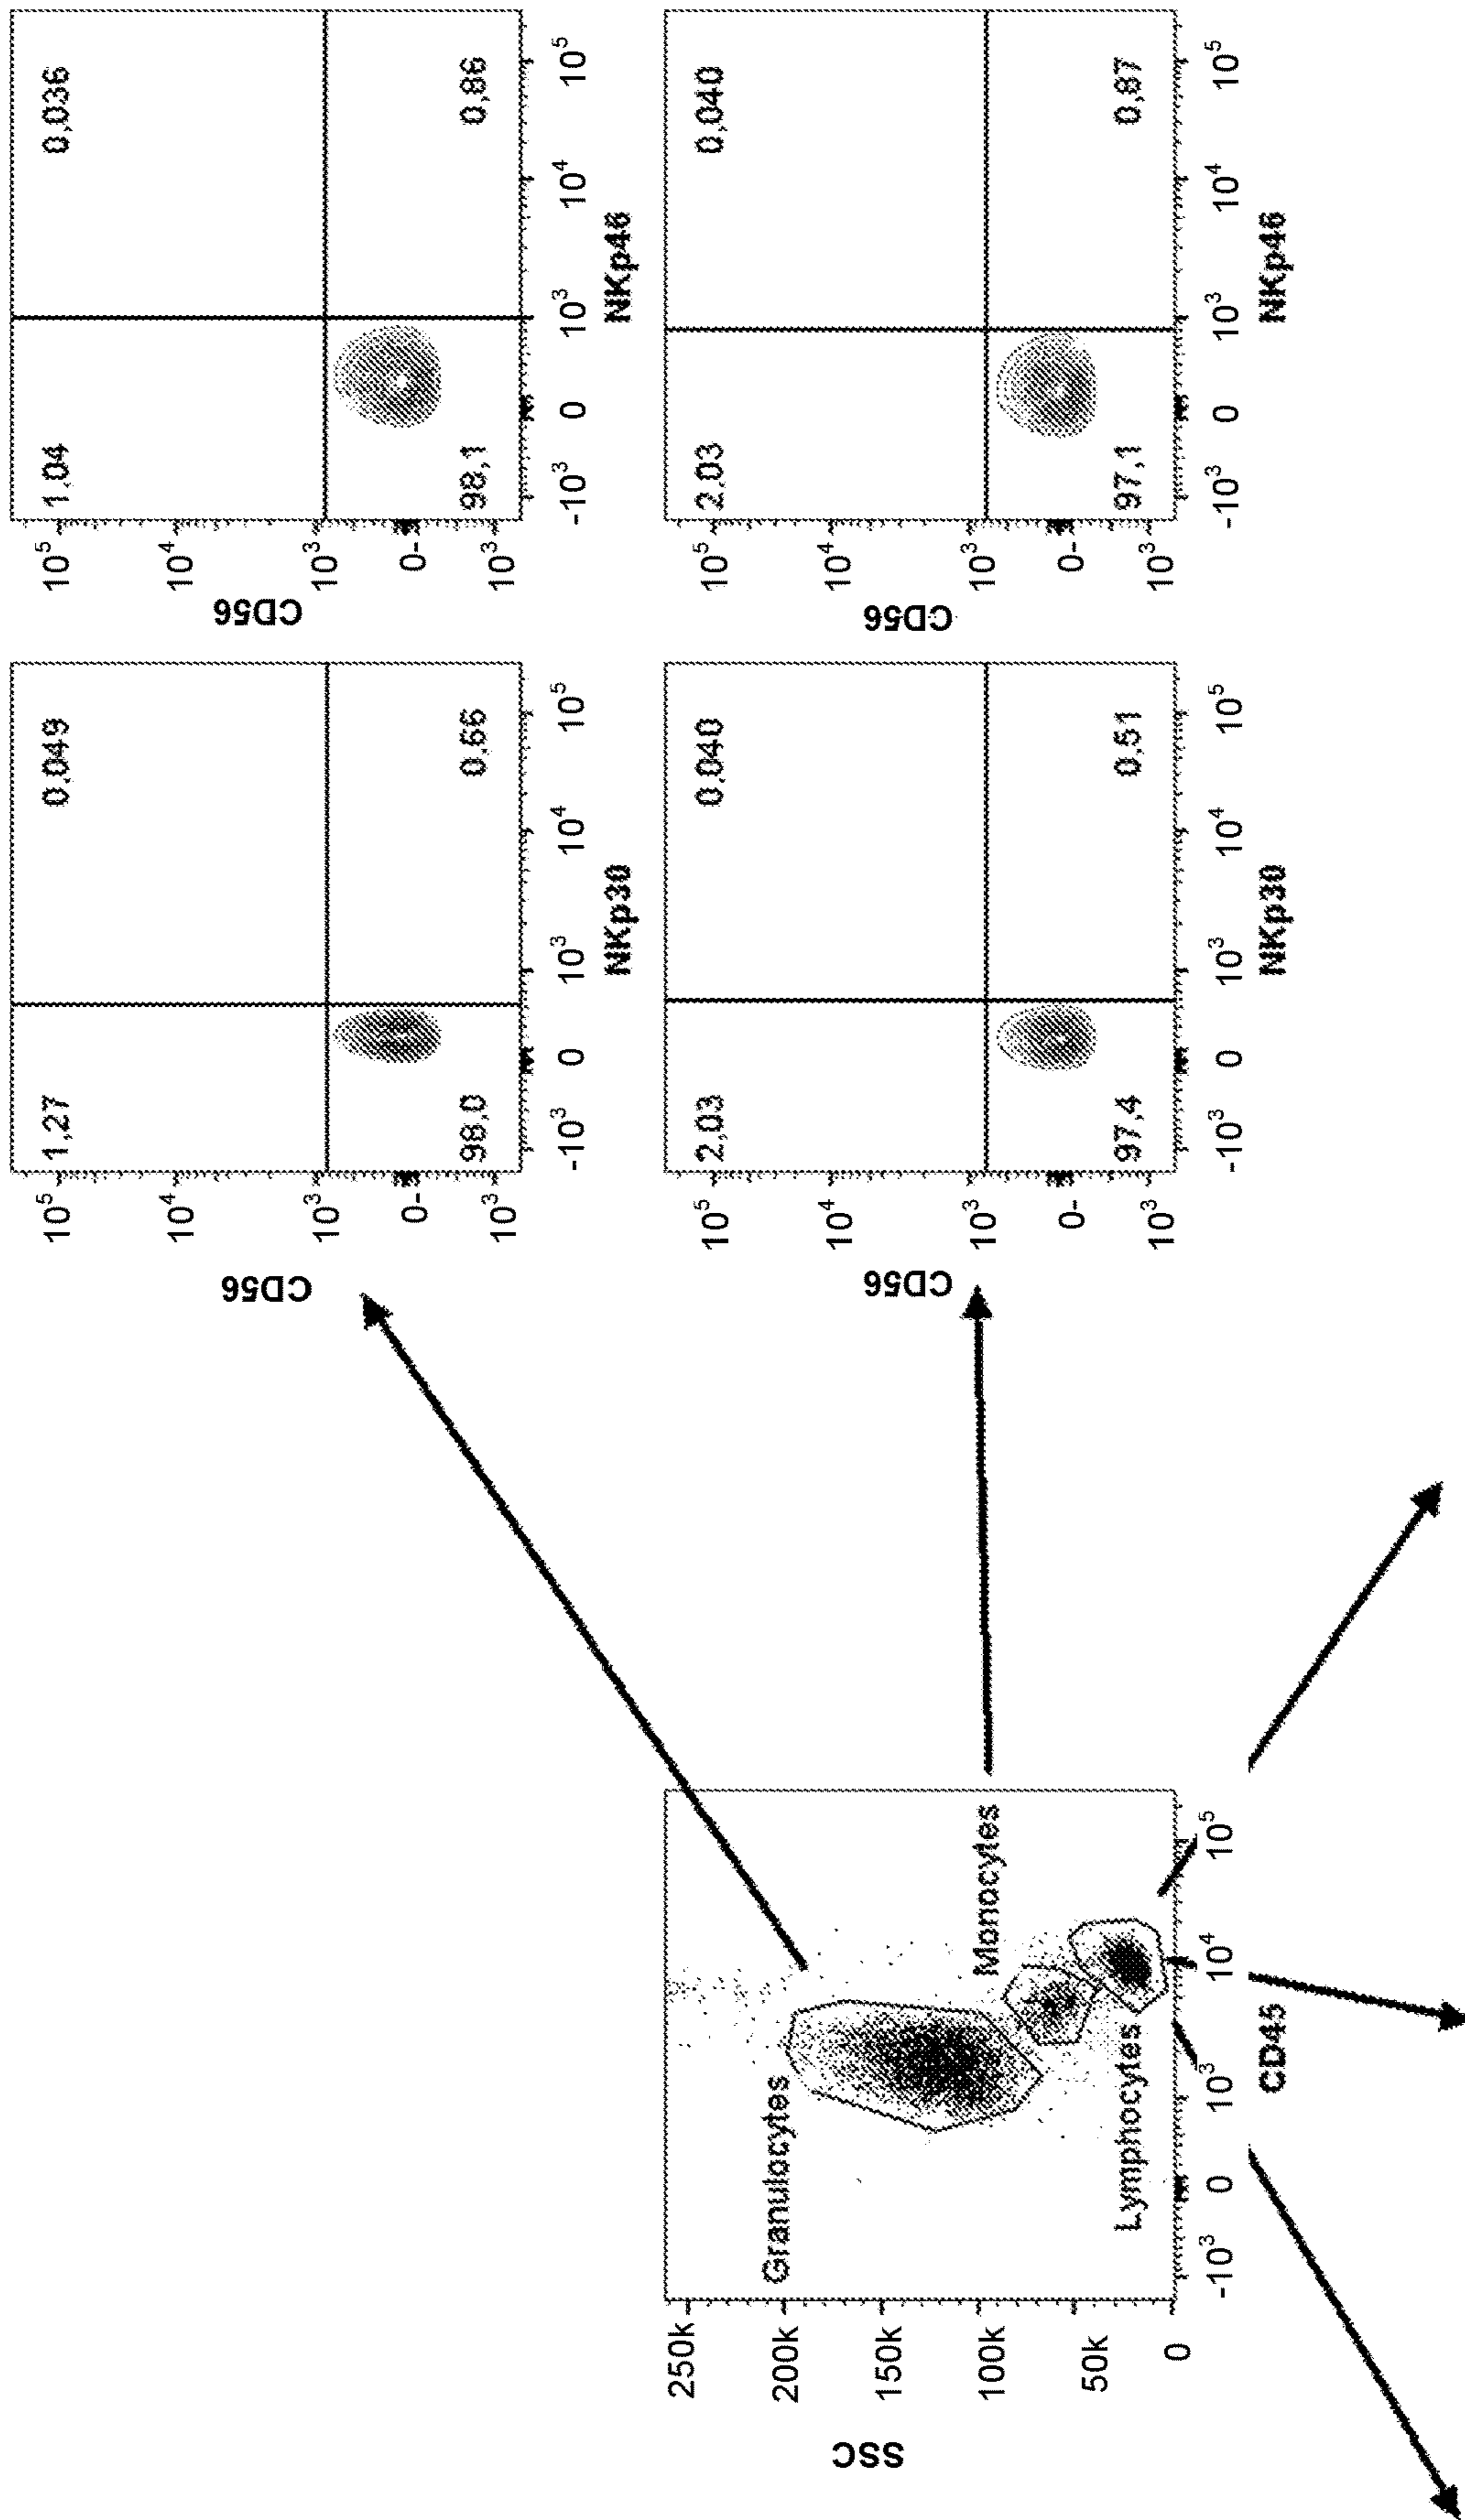 1,27
0,049
98,0
0,66
10⁵
10⁴
10³
0-
10³
CD56
-10³ 0 10³ 10⁴ 10⁵
NKp30
1,04
0,036
98,1
0,86
10⁵
10⁴
10³
0-
10³
CD56
-10³ 0 10³ 10⁴ 10⁵
NKp46
250k
200k
150k
100k
50k
0
SSC
Granulocytes
Monocytes
Lymphocytes
-10³ 0 10³ 10⁴ 10⁵
CD45
2,03
0,040
97,4
0,51
10⁵
10⁴
10³
0-
10³
CD56
-10³ 0 10³ 10⁴ 10⁵
NKp30
2,03
0,040
97,1
0,87
10⁵
10⁴
10³
0-
10³
CD56
-10³ 0 10³ 10⁴ 10⁵
NKp46